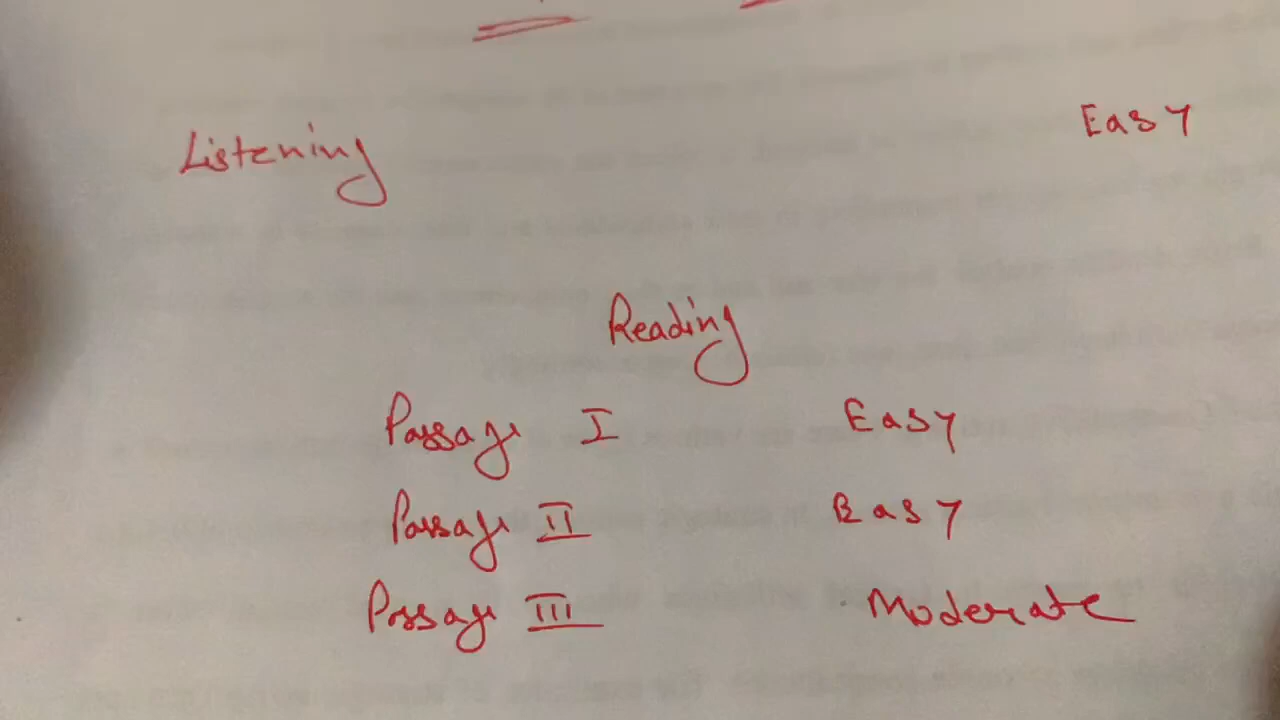 Listening Easy
Reading
Passage I Easy
Passage II Easy
Passage III Moderate